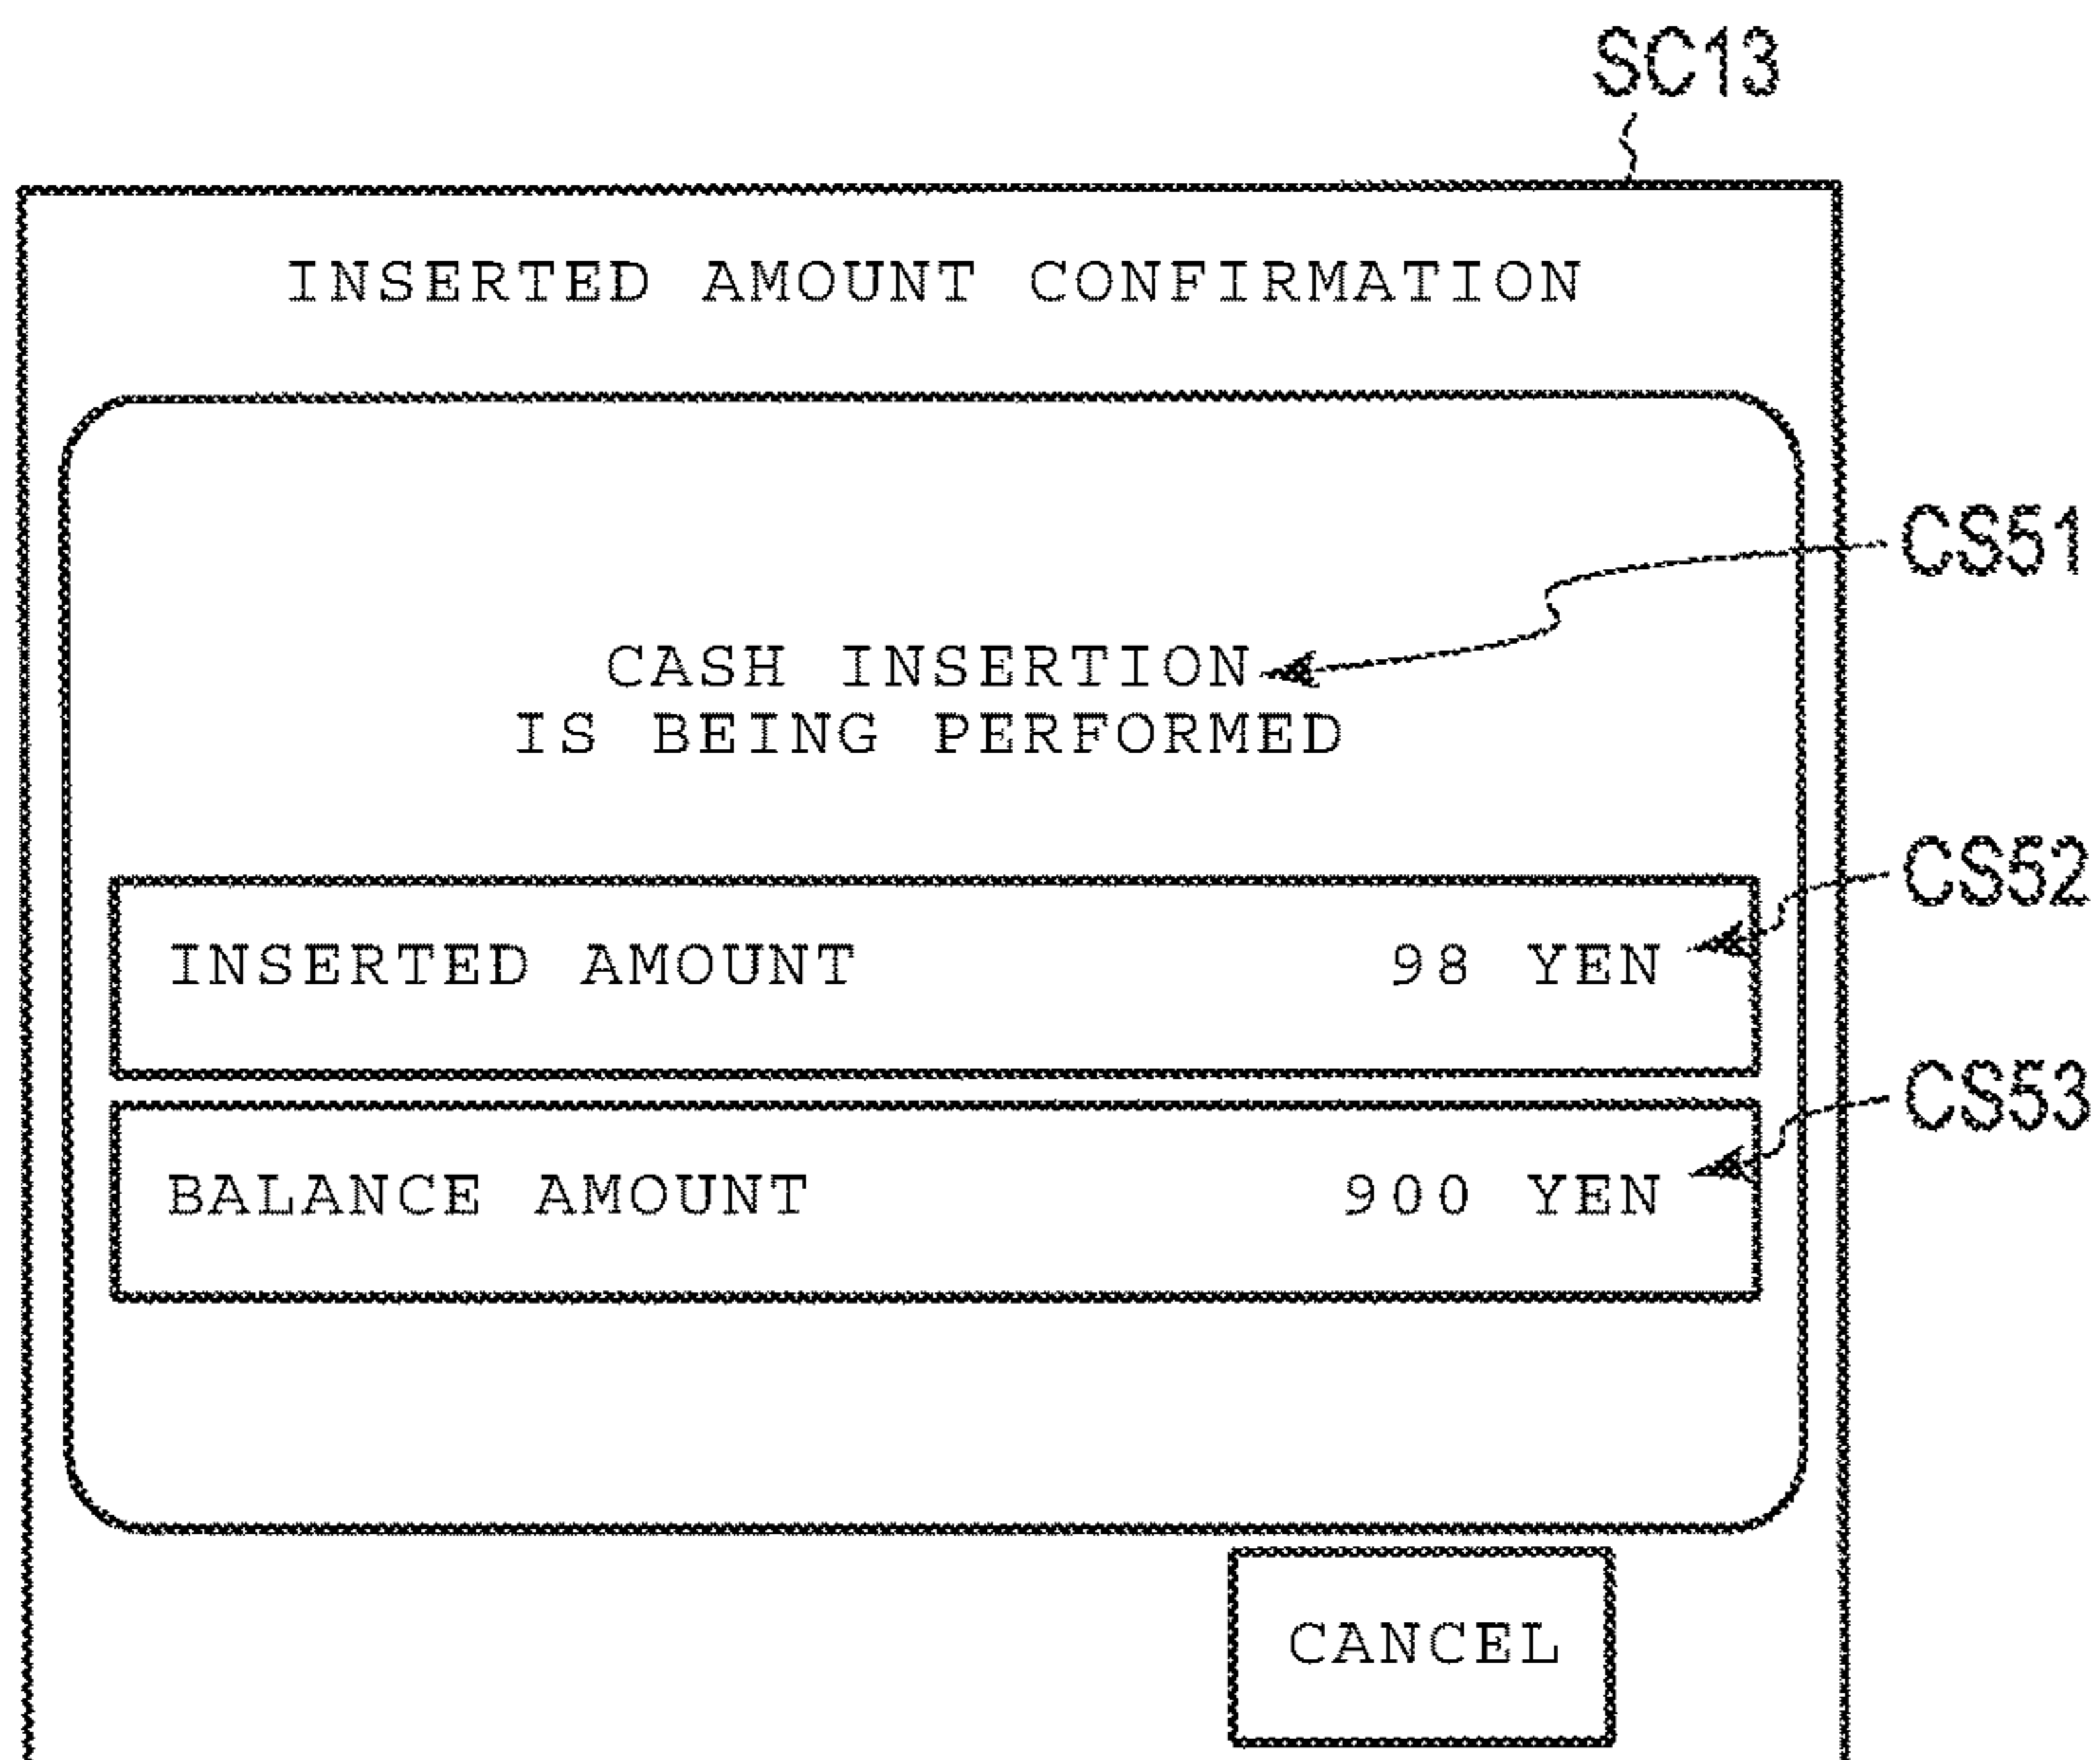 SC13
INSERTED AMOUNT CONFIRMATION
CS51
CASH INSERTION
IS BEING PERFORMED
CS52
INSERTED AMOUNT 98 YEN
CS53
BALANCE AMOUNT 900 YEN
CANCEL